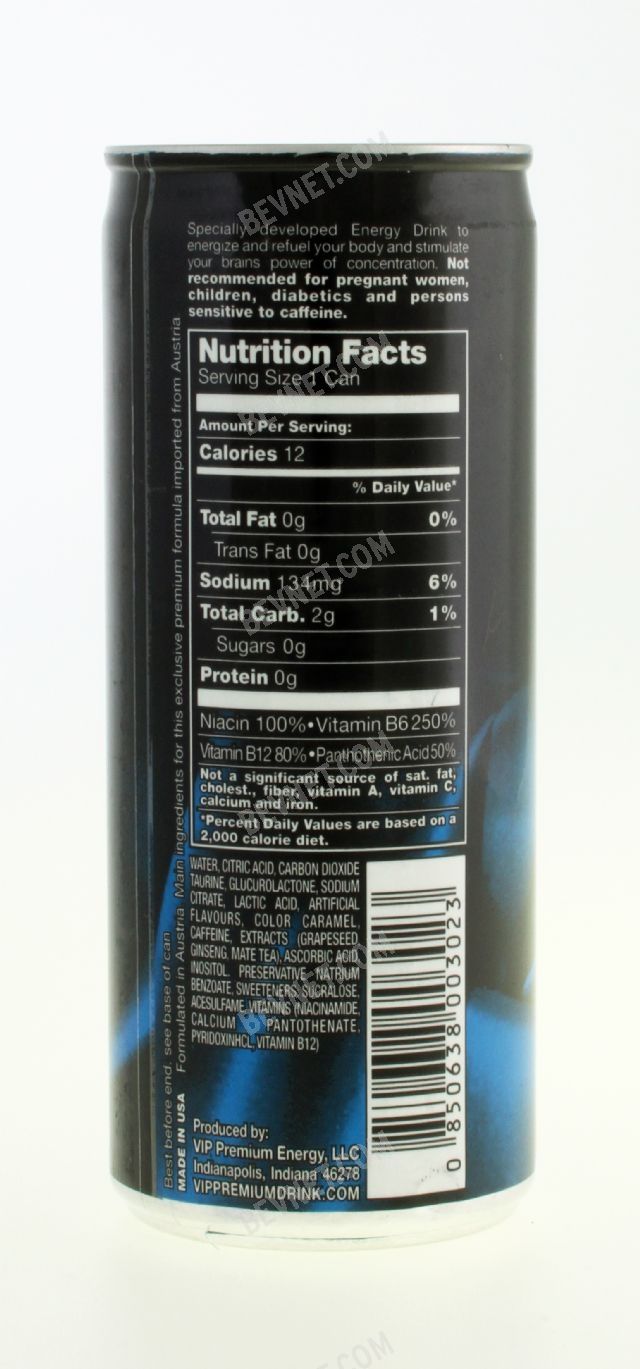 Specially developed Energy Drink to
energize and refuel your body and stimulate
your brains power of concentration. Not
recommended for pregnant women,
children, diabetics and persons
sensitive to caffeine.
Nutrition Facts
Serving Size 1 Can
Amount Per Serving:
Calories 12
% Daily Value*
Total Fat 0g 0%
Trans Fat 0g
Sodium 134mg 6%
Total Carb. 2g 1%
Sugars 0g
Protein 0g
Niacin 100%•Vitamin B6 250%
Vitamin B12 80%•Panthothenic Acid 50%
Not a significant source of sat. fat,
cholest., fiber, vitamin A, vitamin C,
calcium and iron.
*Percent Daily Values are based on a
2,000 calorie diet.
WATER, CITRIC ACID, CARBON DIOXIDE
TAURINE, GLUCUROLACTONE, SODIUM
CITRATE, LACTIC ACID, ARTIFICIAL
FLAVOURS, COLOR CARAMEL,
CAFFEINE, EXTRACTS (GRAPESEED,
GINSENG, MATE TEA), ASCORBIC ACID
INOSITOL, PRESERVATIVE: NATRIUM
BENZOATE, SWEETENERS: SUCRALOSE,
ACESULFAME, VITAMINS (NIACINAMIDE,
CALCIUM PANTOTHENATE,
PYRIDOXINHCL, VITAMIN B12)
Produced by:
VIP Premium Energy, LLC
Indianapolis, Indiana 46278
VIPPREMIUMDRINK.COM
0 850638 003023
Best before end: see base of can
MADE IN USA Formulated in Austria Main ingredients for this exclusive premium formula imported from Austria
BEVNET.COM
BEVNET.COM
BEVNET.COM
BEVNET.COM
BEVNET.COM
BEVNET.COM
BEVNET.COM